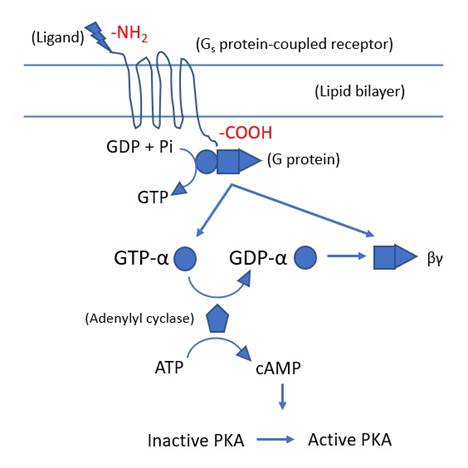 (Ligand)
-NH₂
(Gₛ protein-coupled receptor)
(Lipid bilayer)
-COOH
GDP + Pi
(G protein)
GTP
GTP-α
GDP-α
βγ
(Adenylyl cyclase)
ATP
cAMP
Inactive PKA
Active PKA